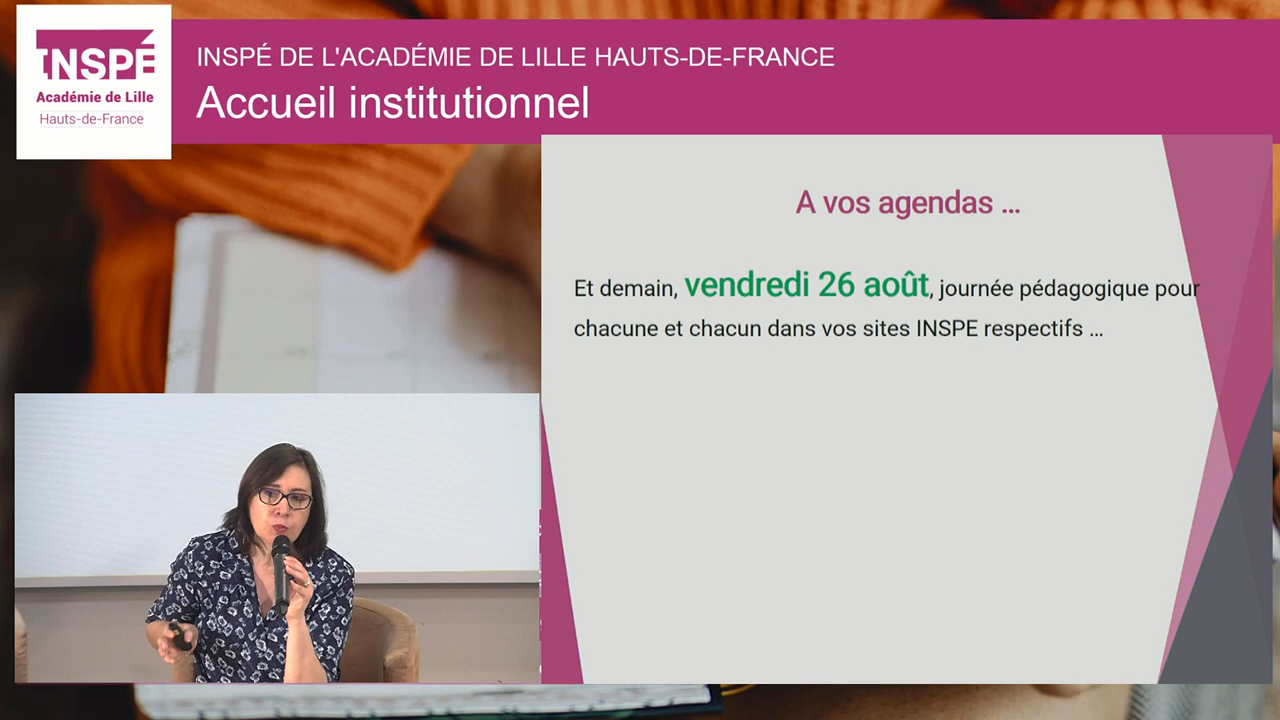 INSPÉ
Académie de Lille
Hauts-de-France
INSPÉ DE L'ACADÉMIE DE LILLE HAUTS-DE-FRANCE
Accueil institutionnel
A vos agendas ...
Et demain, vendredi 26 août, journée pédagogique pour
chacune et chacun dans vos sites INSPE respectifs ...